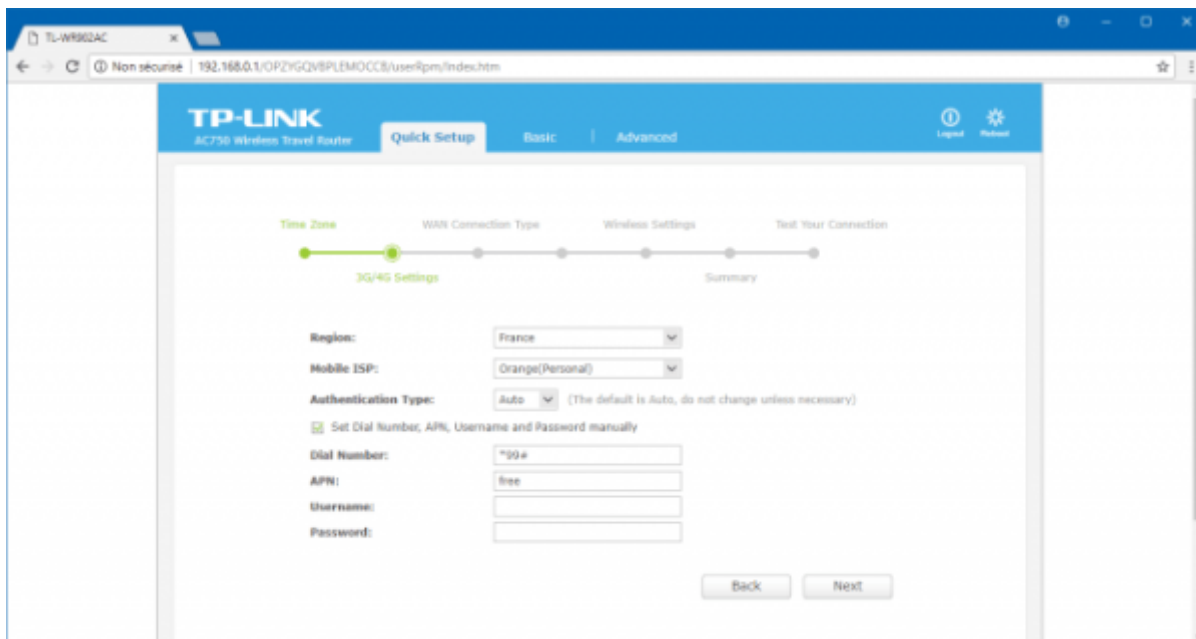 TL-WR902AC
Non sécurisé | 192.168.0.1/OPZYGQVBPLEMOCCB/userRpm/Index.htm
TP-LINK
AC750 Wireless Travel Router
Quick Setup
Basic
Advanced
Logout
Reboot
Time Zone
WAN Connection Type
Wireless Settings
Test Your Connection
3G/4G Settings
Summary
Region:
France
Mobile ISP:
Orange(Personal)
Authentication Type:
Auto
(The default is Auto, do not change unless necessary)
Set Dial Number, APN, Username and Password manually
Dial Number:
*99#
APN:
free
Username:
Password:
Back
Next